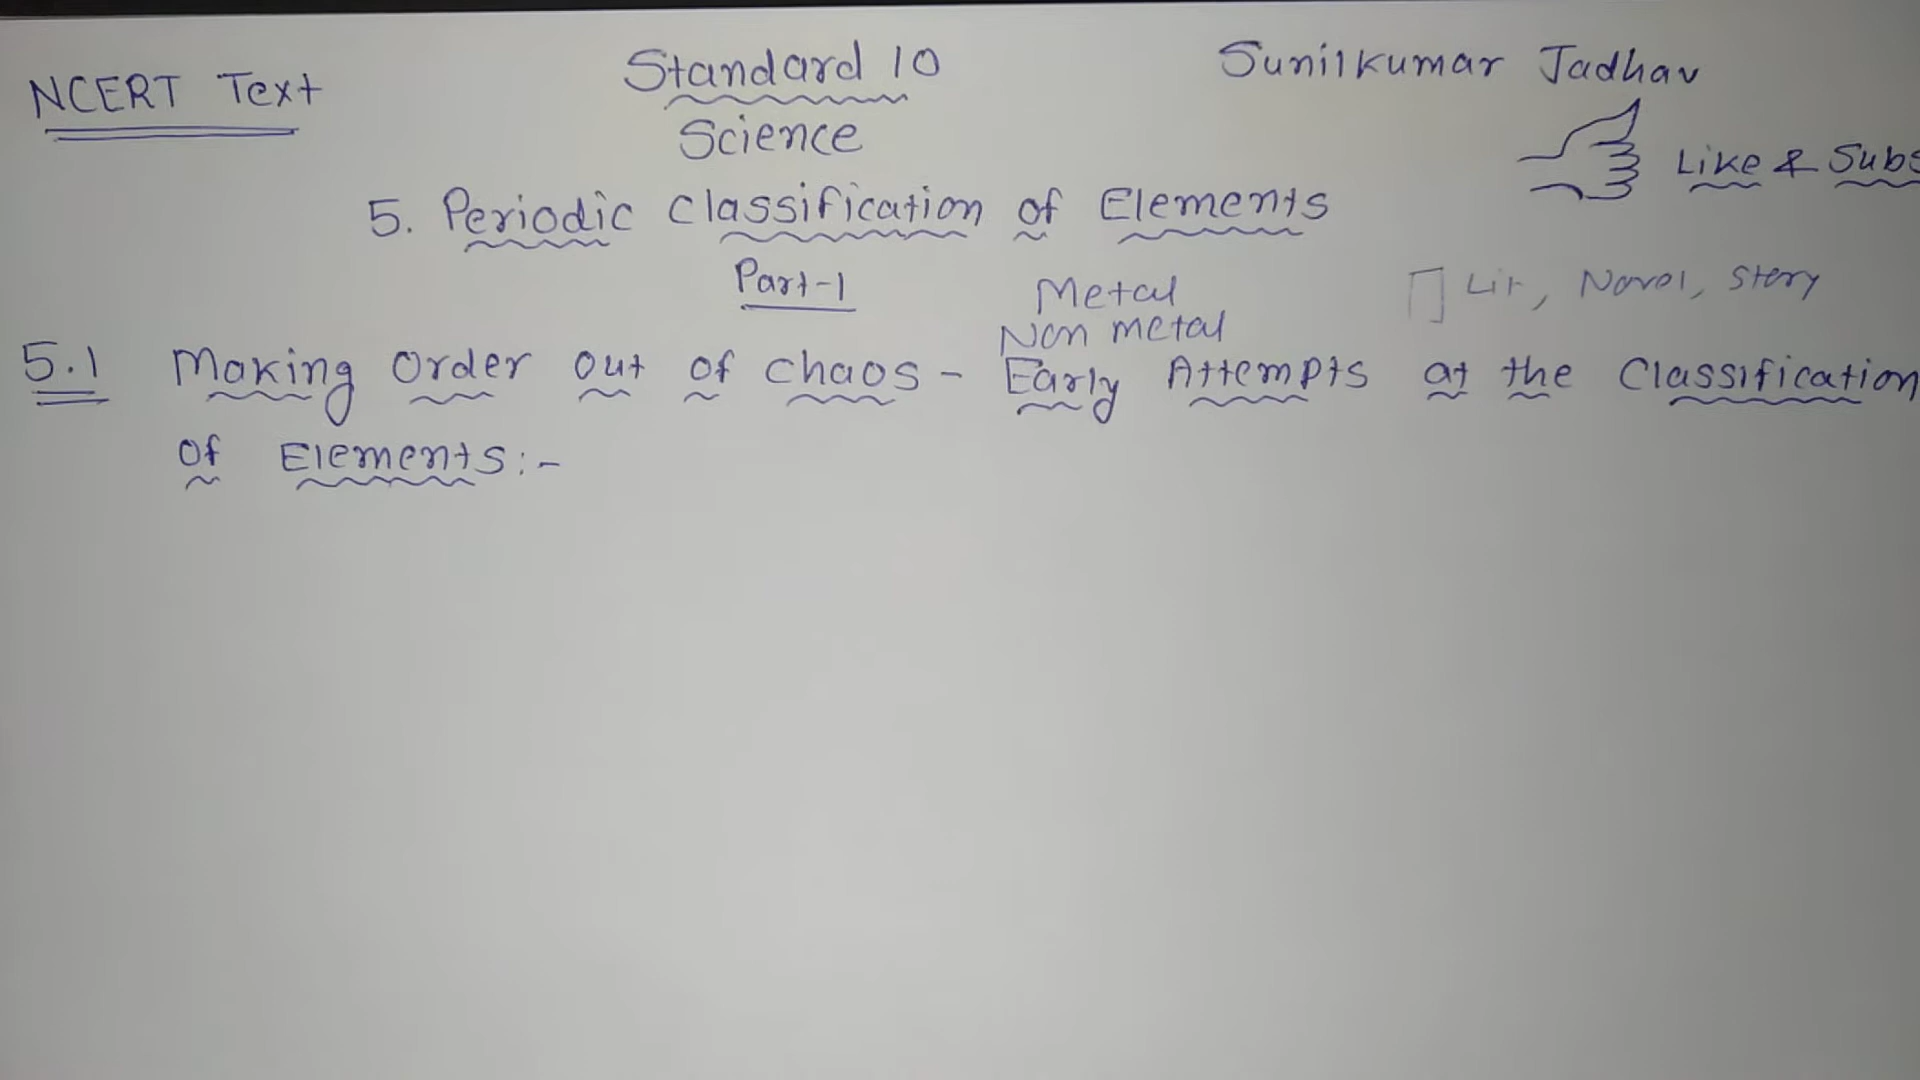 NCERT Text
Standard 10
Science
Sunilkumar Jadhav
Like & Subs
5. Periodic Classification of Elements
Part-1
Metal
Non metal
Lit, Novel, Story
5.1 Making Order out of Chaos - Early Attempts at the Classification
of Elements:-